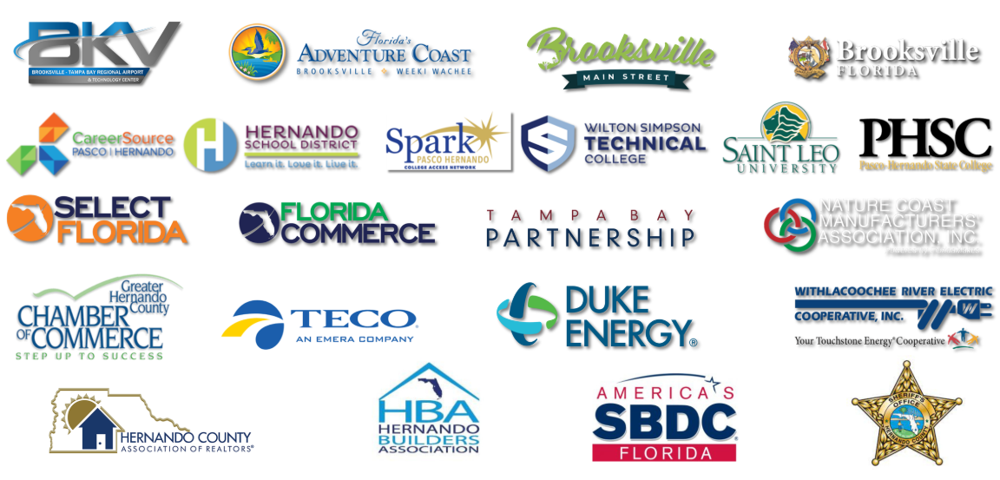 BKV
BROOKSVILLE - TAMPA BAY REGIONAL AIRPORT
& TECHNOLOGY CENTER
Florida's
ADVENTURE COAST
BROOKSVILLE WEEKI WACHEE
Brooksville
MAIN STREET
Brooksville
FLORIDA
CareerSource
PASCO | HERNANDO
H
HERNANDO
SCHOOL DISTRICT
Learn it. Love it. Live it.
Spark
PASCO HERNANDO
COLLEGE ACCESS NETWORK
S
WILTON SIMPSON
TECHNICAL
COLLEGE
SAINT LEO
UNIVERSITY
PHSC
Pasco-Hernando State College
SELECT
FLORIDA
FLORIDA
COMMERCE
TAMPA BAY
PARTNERSHIP
NATURE COAST
MANUFACTURERS'
ASSOCIATION, INC.
Greater
Hernando
County
CHAMBER
OF COMMERCE
STEP UP TO SUCCESS
TECO
AN EMERA COMPANY
DUKE
ENERGY®
WITHLACOOCHEE RIVER ELECTRIC
COOPERATIVE, INC.
W
Your Touchstone Energy® Cooperative
HERNANDO COUNTY
ASSOCIATION OF REALTORS®
HBA
HERNANDO
BUILDERS
ASSOCIATION
AMERICA'S
SBDC
FLORIDA
SHERIFF'S
OFFICE
HERNANDO COUNTY